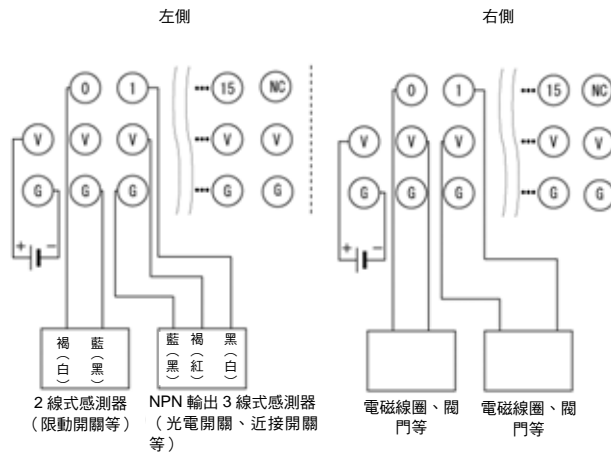 左側
右側
0 1 ··· 15 NC
V V V ··· V V
G G G ··· G G
+ −
0 1 ··· 15 NC
V V V ··· V V
G G G ··· G G
+ −
褐（白）
藍（黑）
藍（黑）
褐（紅）
黑（白）
2 線式感測器
（限動開關等）
NPN 輸出 3 線式感測器
（光電開關、近接開關
等）
電磁線圈、閥
門等
電磁線圈、閥
門等